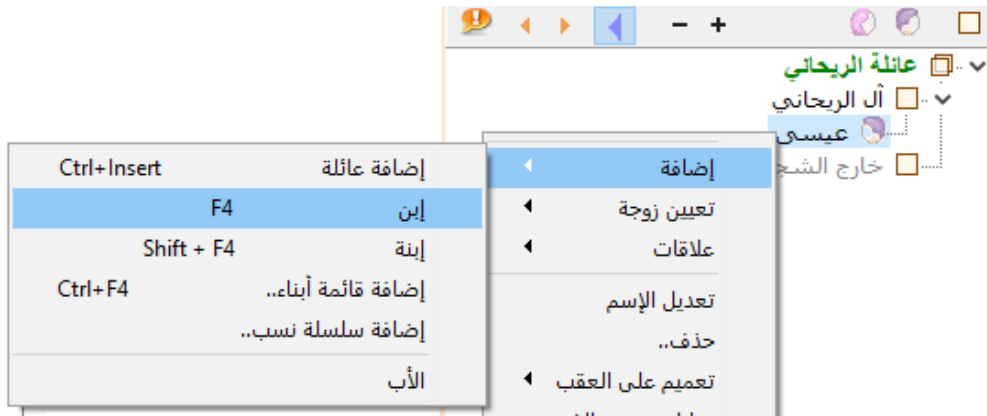 عائلة الريحاني
آل الريحاني
عيسى
خارج
إضافة
تعيين زوجة
علاقات
تعديل الإسم
حذف..
تعميم على العقب
إضافة عائلة Ctrl+Insert
إبن F4
إبنة Shift + F4
إضافة قائمة أبناء.. Ctrl+F4
إضافة سلسلة نسب..
الأب